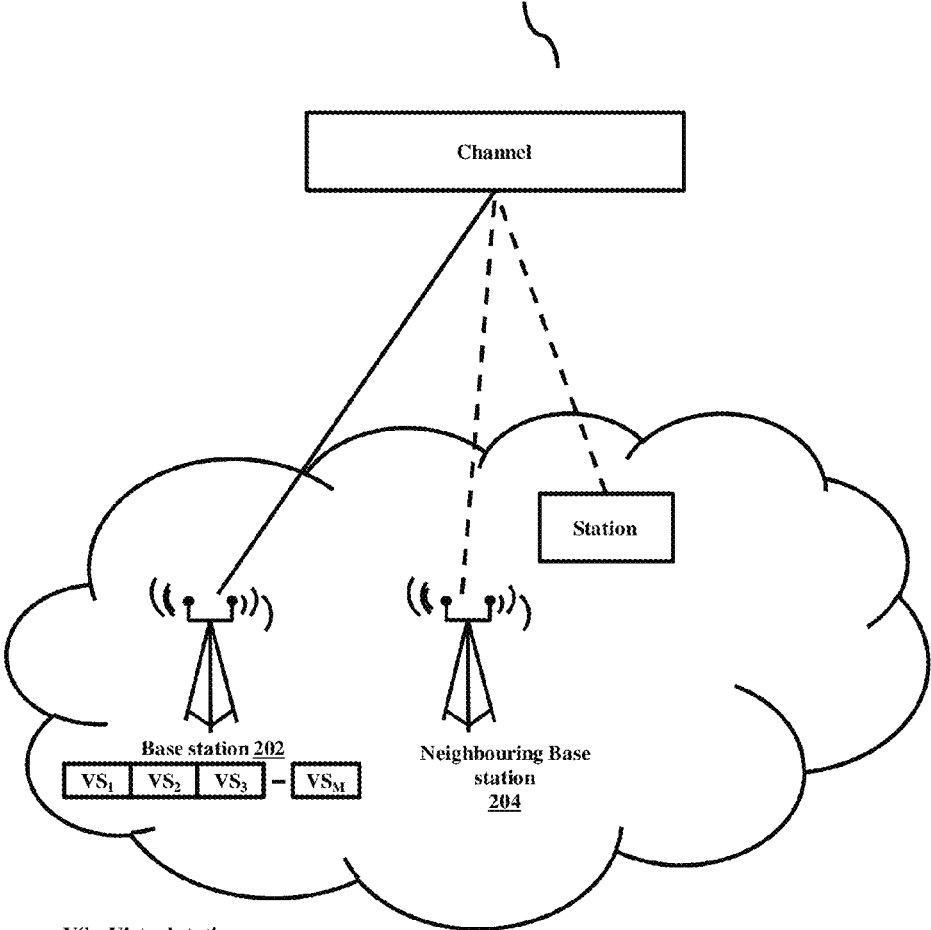 Channel
Station
Base station 202
VS1 VS2 VS3 – VSM
Neighbouring Base
station
204